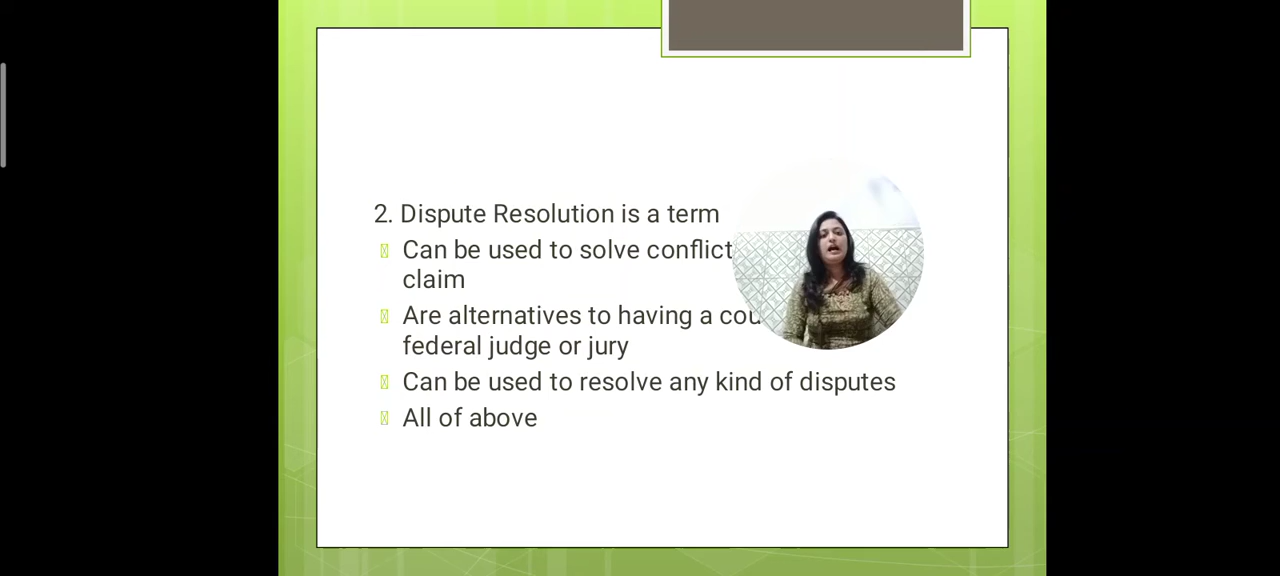 2. Dispute Resolution is a term
Can be used to solve conflict
claim
Are alternatives to having a
federal judge or jury
Can be used to resolve any kind of disputes
All of above